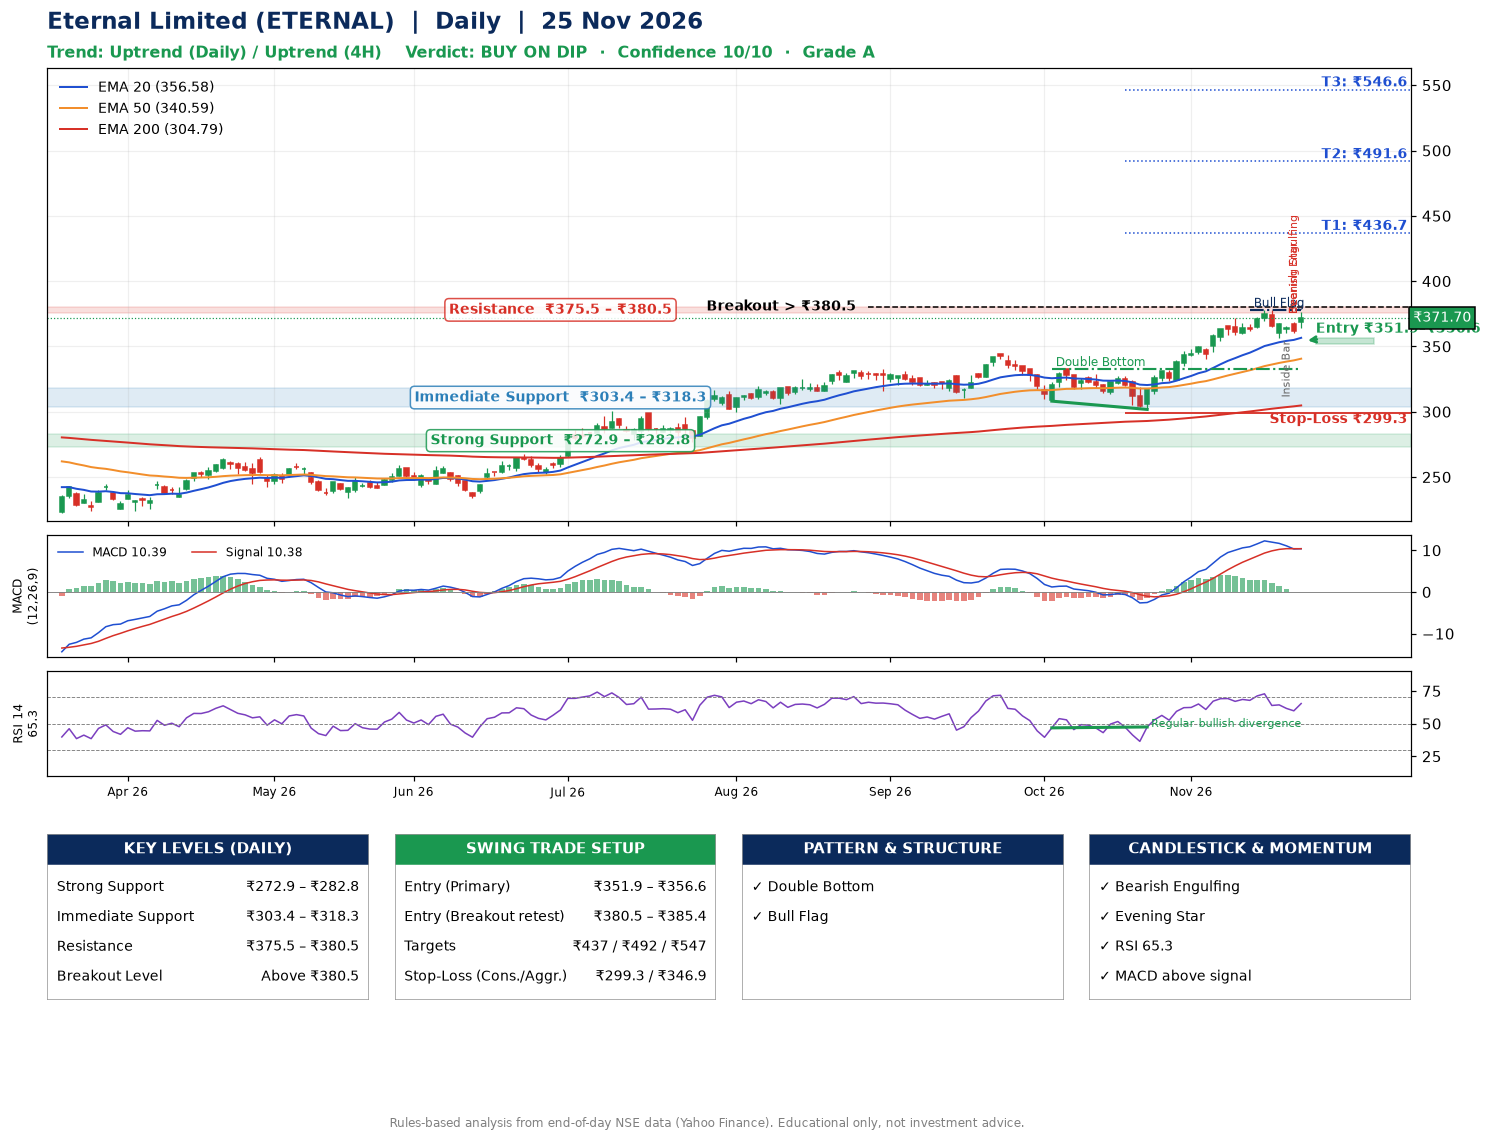 Eternal Limited (ETERNAL) | Daily | 25 Nov 2026
Trend: Uptrend (Daily) / Uptrend (4H) Verdict: BUY ON DIP · Confidence 10/10 · Grade A
EMA 20 (356.58)
EMA 50 (340.59)
EMA 200 (304.79)
T3: ₹546.6
T2: ₹491.6
T1: ₹436.7
550
500
450
400
350
300
250
Resistance ₹375.5 – ₹380.5
Breakout > ₹380.5
Bull Flag
Engulfing
₹371.70
Entry ₹351.9
Inside Bar
Double Bottom
Immediate Support ₹303.4 – ₹318.3
Stop-Loss ₹299.3
Strong Support ₹272.9 – ₹282.8
MACD 10.39
Signal 10.38
MACD
(12,26,9)
10
0
−10
RSI 14
65.3
Regular bullish divergence
75
50
25
Apr 26 May 26 Jun 26 Jul 26 Aug 26 Sep 26 Oct 26 Nov 26
KEY LEVELS (DAILY)
Strong Support ₹272.9 – ₹282.8
Immediate Support ₹303.4 – ₹318.3
Resistance ₹375.5 – ₹380.5
Breakout Level Above ₹380.5
SWING TRADE SETUP
Entry (Primary) ₹351.9 – ₹356.6
Entry (Breakout retest) ₹380.5 – ₹385.4
Targets ₹437 / ₹492 / ₹547
Stop-Loss (Cons./Aggr.) ₹299.3 / ₹346.9
PATTERN & STRUCTURE
✓ Double Bottom
✓ Bull Flag
CANDLESTICK & MOMENTUM
✓ Bearish Engulfing
✓ Evening Star
✓ RSI 65.3
✓ MACD above signal
Rules-based analysis from end-of-day NSE data (Yahoo Finance). Educational only, not investment advice.